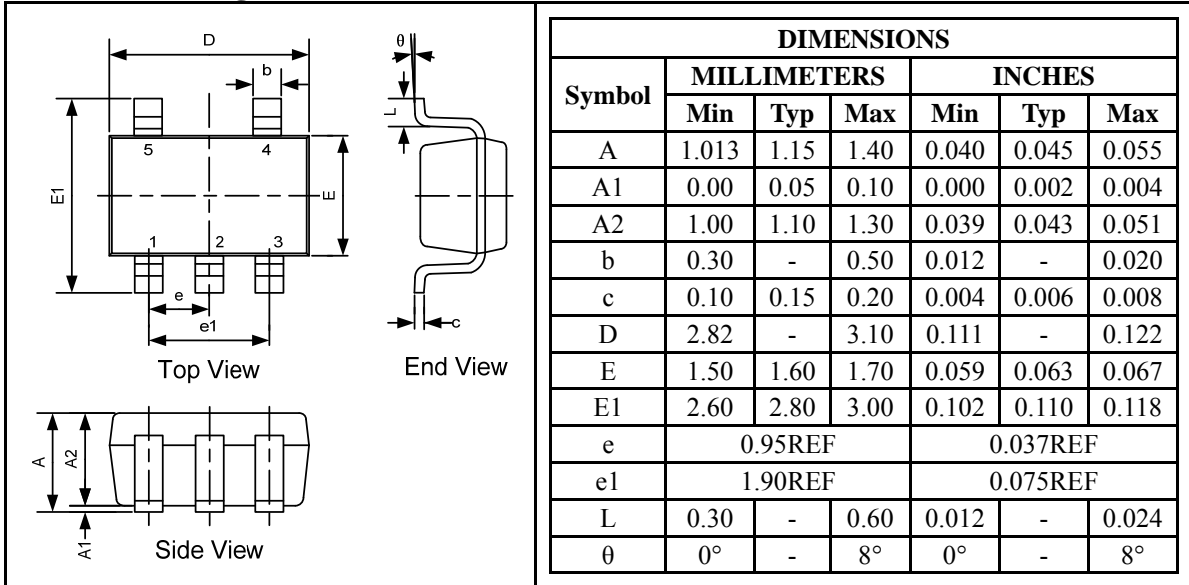 D
b
5 4
E1
E
1 2 3
e
e1
Top View
θ
L
c
End View
A
A2
A1
Side View
DIMENSIONS
Symbol MILLIMETERS INCHES
Min Typ Max Min Typ Max
A 1.013 1.15 1.40 0.040 0.045 0.055
A1 0.00 0.05 0.10 0.000 0.002 0.004
A2 1.00 1.10 1.30 0.039 0.043 0.051
b 0.30 - 0.50 0.012 - 0.020
c 0.10 0.15 0.20 0.004 0.006 0.008
D 2.82 - 3.10 0.111 - 0.122
E 1.50 1.60 1.70 0.059 0.063 0.067
E1 2.60 2.80 3.00 0.102 0.110 0.118
e 0.95REF 0.037REF
e1 1.90REF 0.075REF
L 0.30 - 0.60 0.012 - 0.024
θ 0° - 8° 0° - 8°